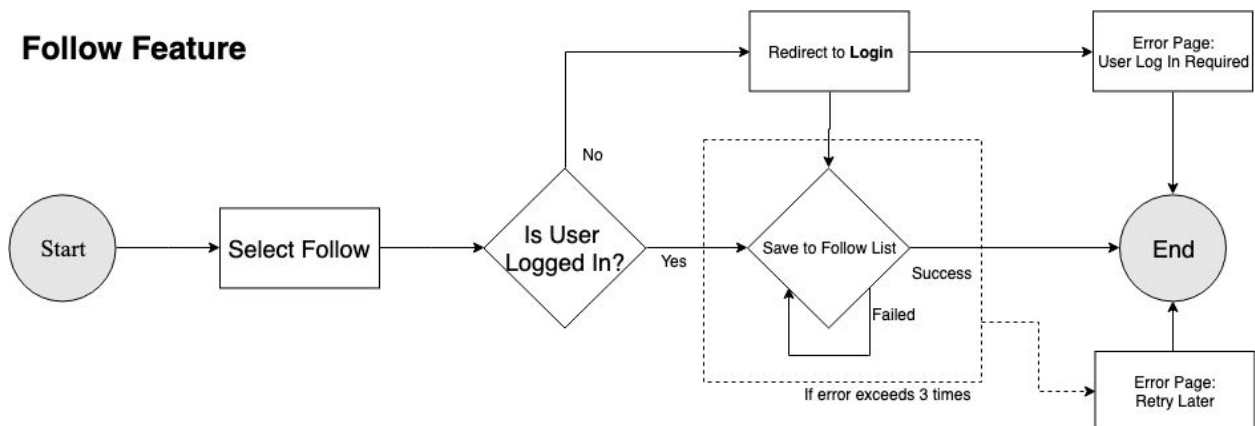 Follow Feature
Redirect to Login
Error Page:
User Log In Required
No
Start
Select Follow
Is User
Logged In?
Yes
Save to Follow List
Success
End
Failed
If error exceeds 3 times
Error Page:
Retry Later